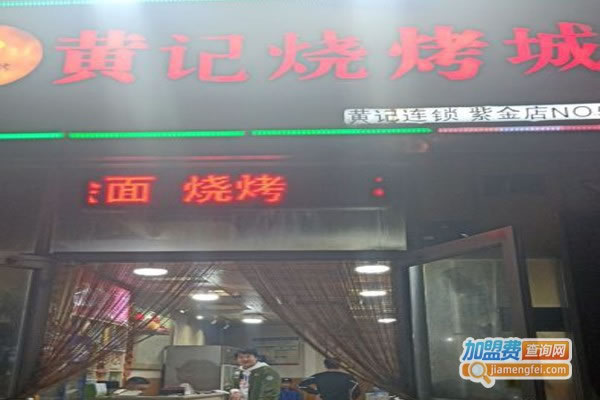 黄记烧烤城
黄记连锁 紫金店NO
面 烧烤
加盟费查询网
jiamengfei.com